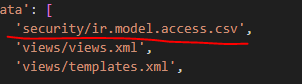 ata': [
'security/ir.model.access.csv',
'views/views.xml',
'views/templates.xml',